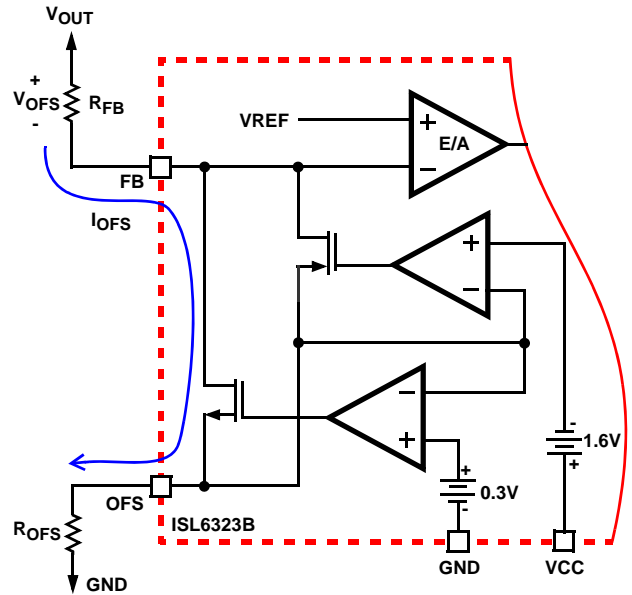 VOUT
+
VOFS
-
RFB
VREF
+
E/A
−
FB
IOFS
+
−
−
+
-
1.6V
+
+
0.3V
-
OFS
ISL6323B
ROFS
GND
GND
VCC